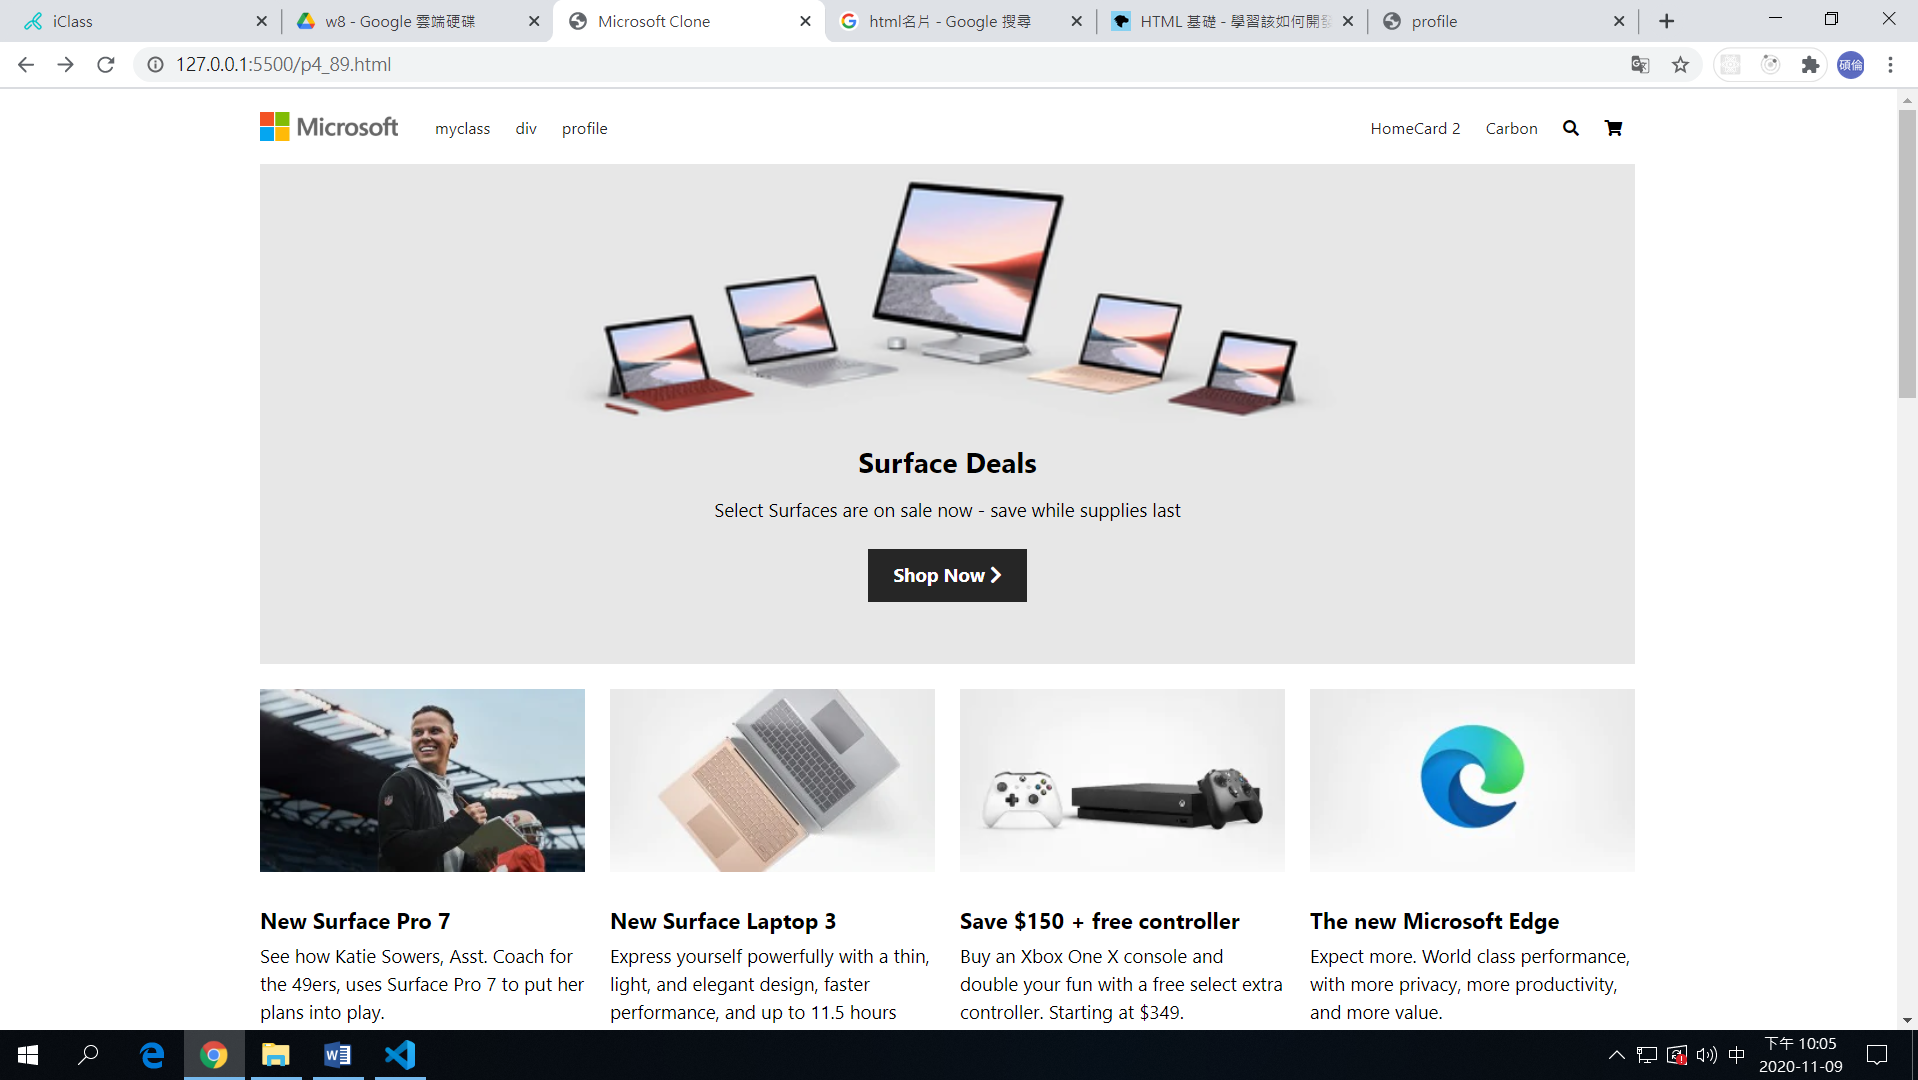 iClass
w8 - Google 雲端硬碟
Microsoft Clone
html名片 - Google 搜尋
HTML 基礎 - 學習該如何開發
profile
127.0.0.1:5500/p4_89.html
碩倫
Microsoft
myclass
div
profile
HomeCard 2
Carbon
Surface Deals
Select Surfaces are on sale now - save while supplies last
Shop Now
New Surface Pro 7
See how Katie Sowers, Asst. Coach for
the 49ers, uses Surface Pro 7 to put her
plans into play.
New Surface Laptop 3
Express yourself powerfully with a thin,
light, and elegant design, faster
performance, and up to 11.5 hours
Save $150 + free controller
Buy an Xbox One X console and
double your fun with a free select extra
controller. Starting at $349.
The new Microsoft Edge
Expect more. World class performance,
with more privacy, more productivity,
and more value.
中
下午 10:05
2020-11-09